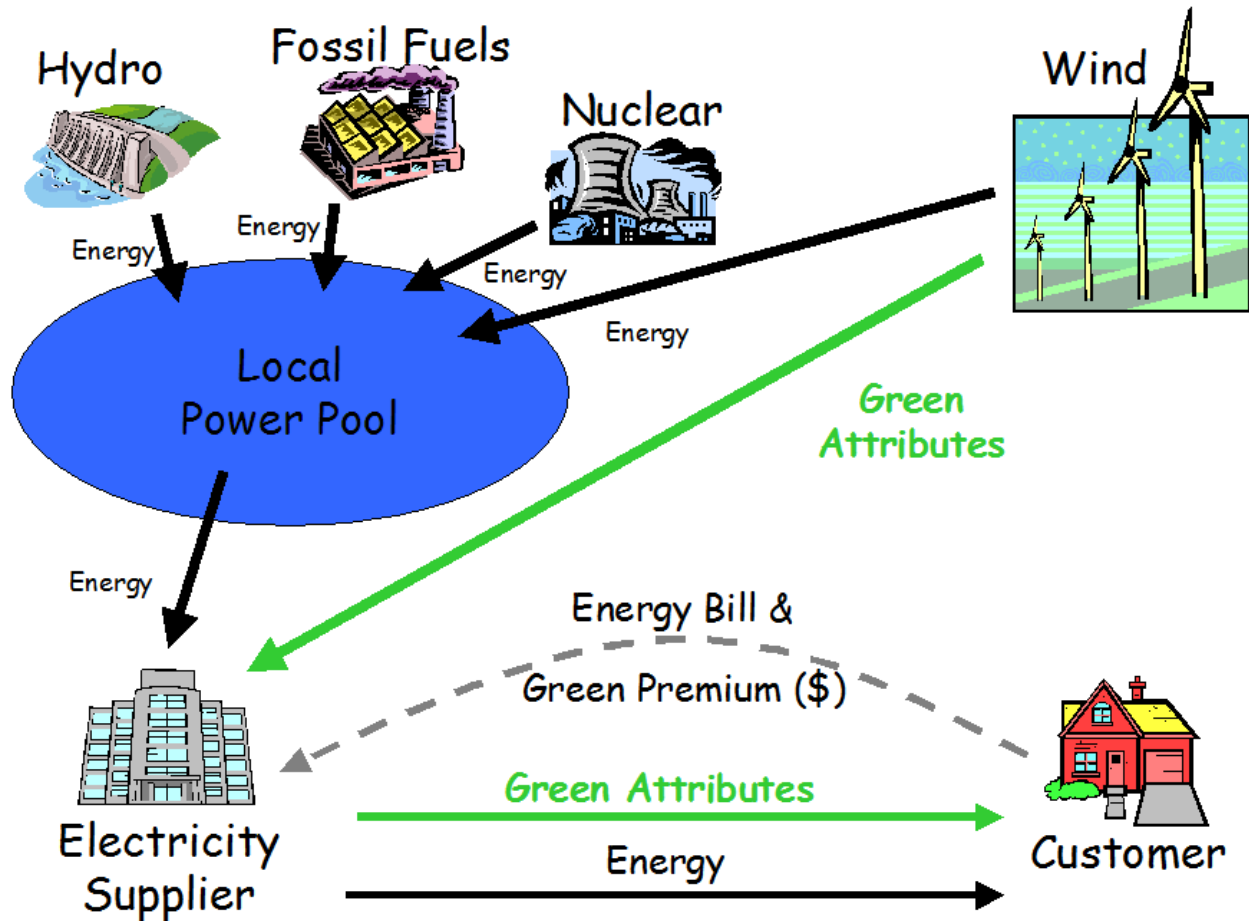 Fossil Fuels
Hydro
Wind
Nuclear
Energy
Energy
Energy
Energy
Local
Power Pool
Green
Attributes
Energy
Energy Bill &
Green Premium ($)
Green Attributes
Electricity
Supplier
Energy
Customer